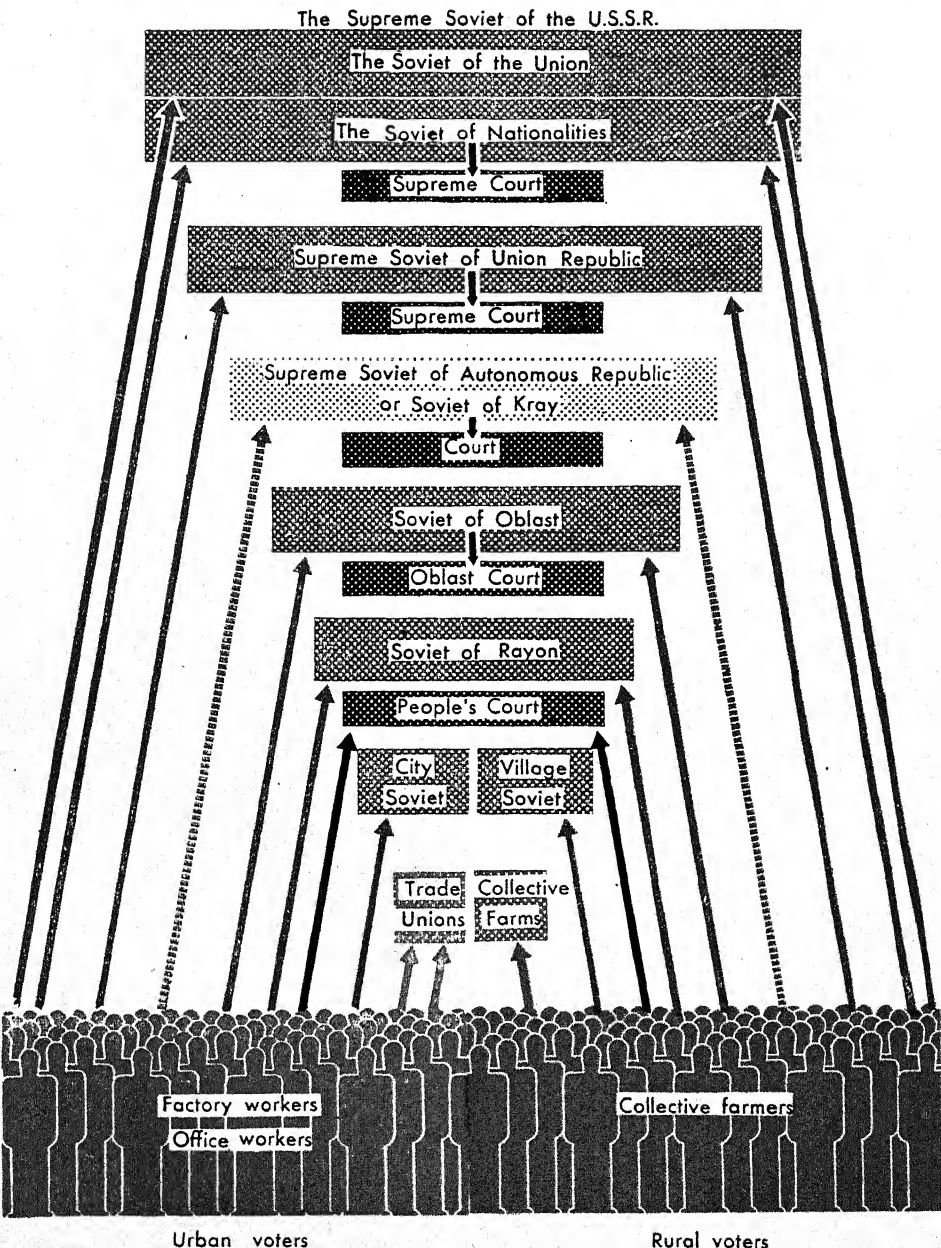 The Supreme Soviet of the U.S.S.R.
The Soviet of the Union
The Soviet of Nationalities
Supreme Court
Supreme Soviet of Union Republic
Supreme Court
Supreme Soviet of Autonomous Republic
or Soviet of Kray
Court
Soviet of Oblast
Oblast Court
Soviet of Rayon
People's Court
City
Soviet
Village
Soviet
Trade
Unions
Collective
Farms
Factory workers
Office workers
Collective farmers
Urban voters
Rural voters